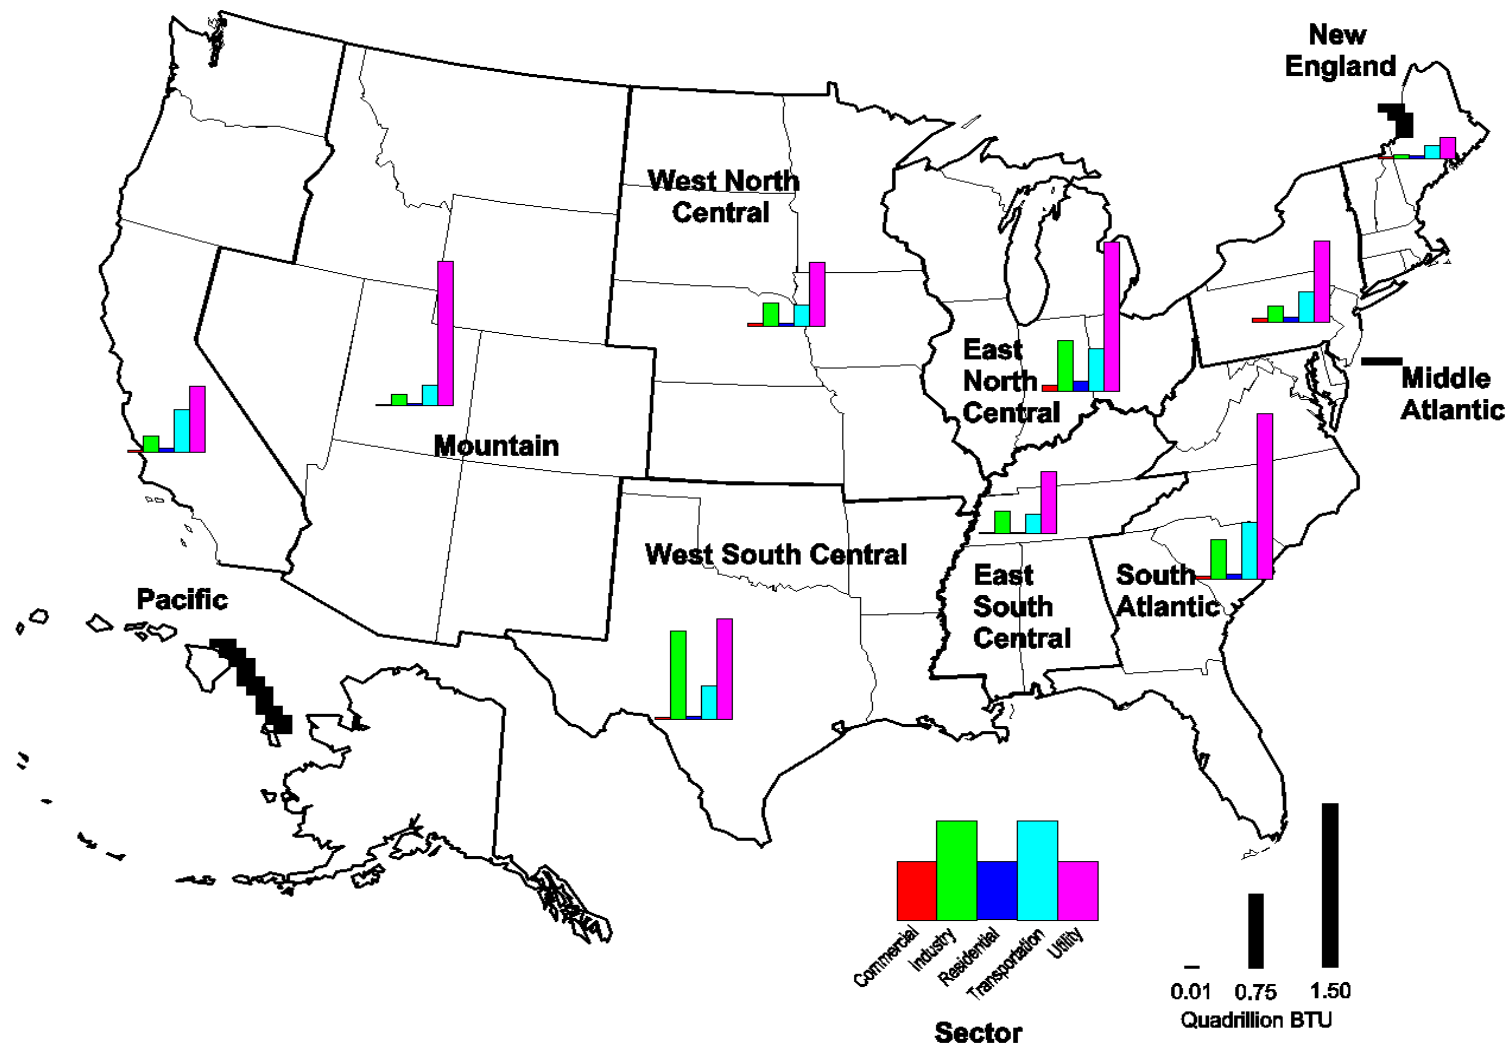 New
England
West North
Central
East
North
Central
Middle
Atlantic
Mountain
West South Central
East
South
Central
South
Atlantic
Pacific
Commercial
Industry
Residential
Transportation
Utility
Sector
0.01 0.75 1.50
Quadrillion BTU